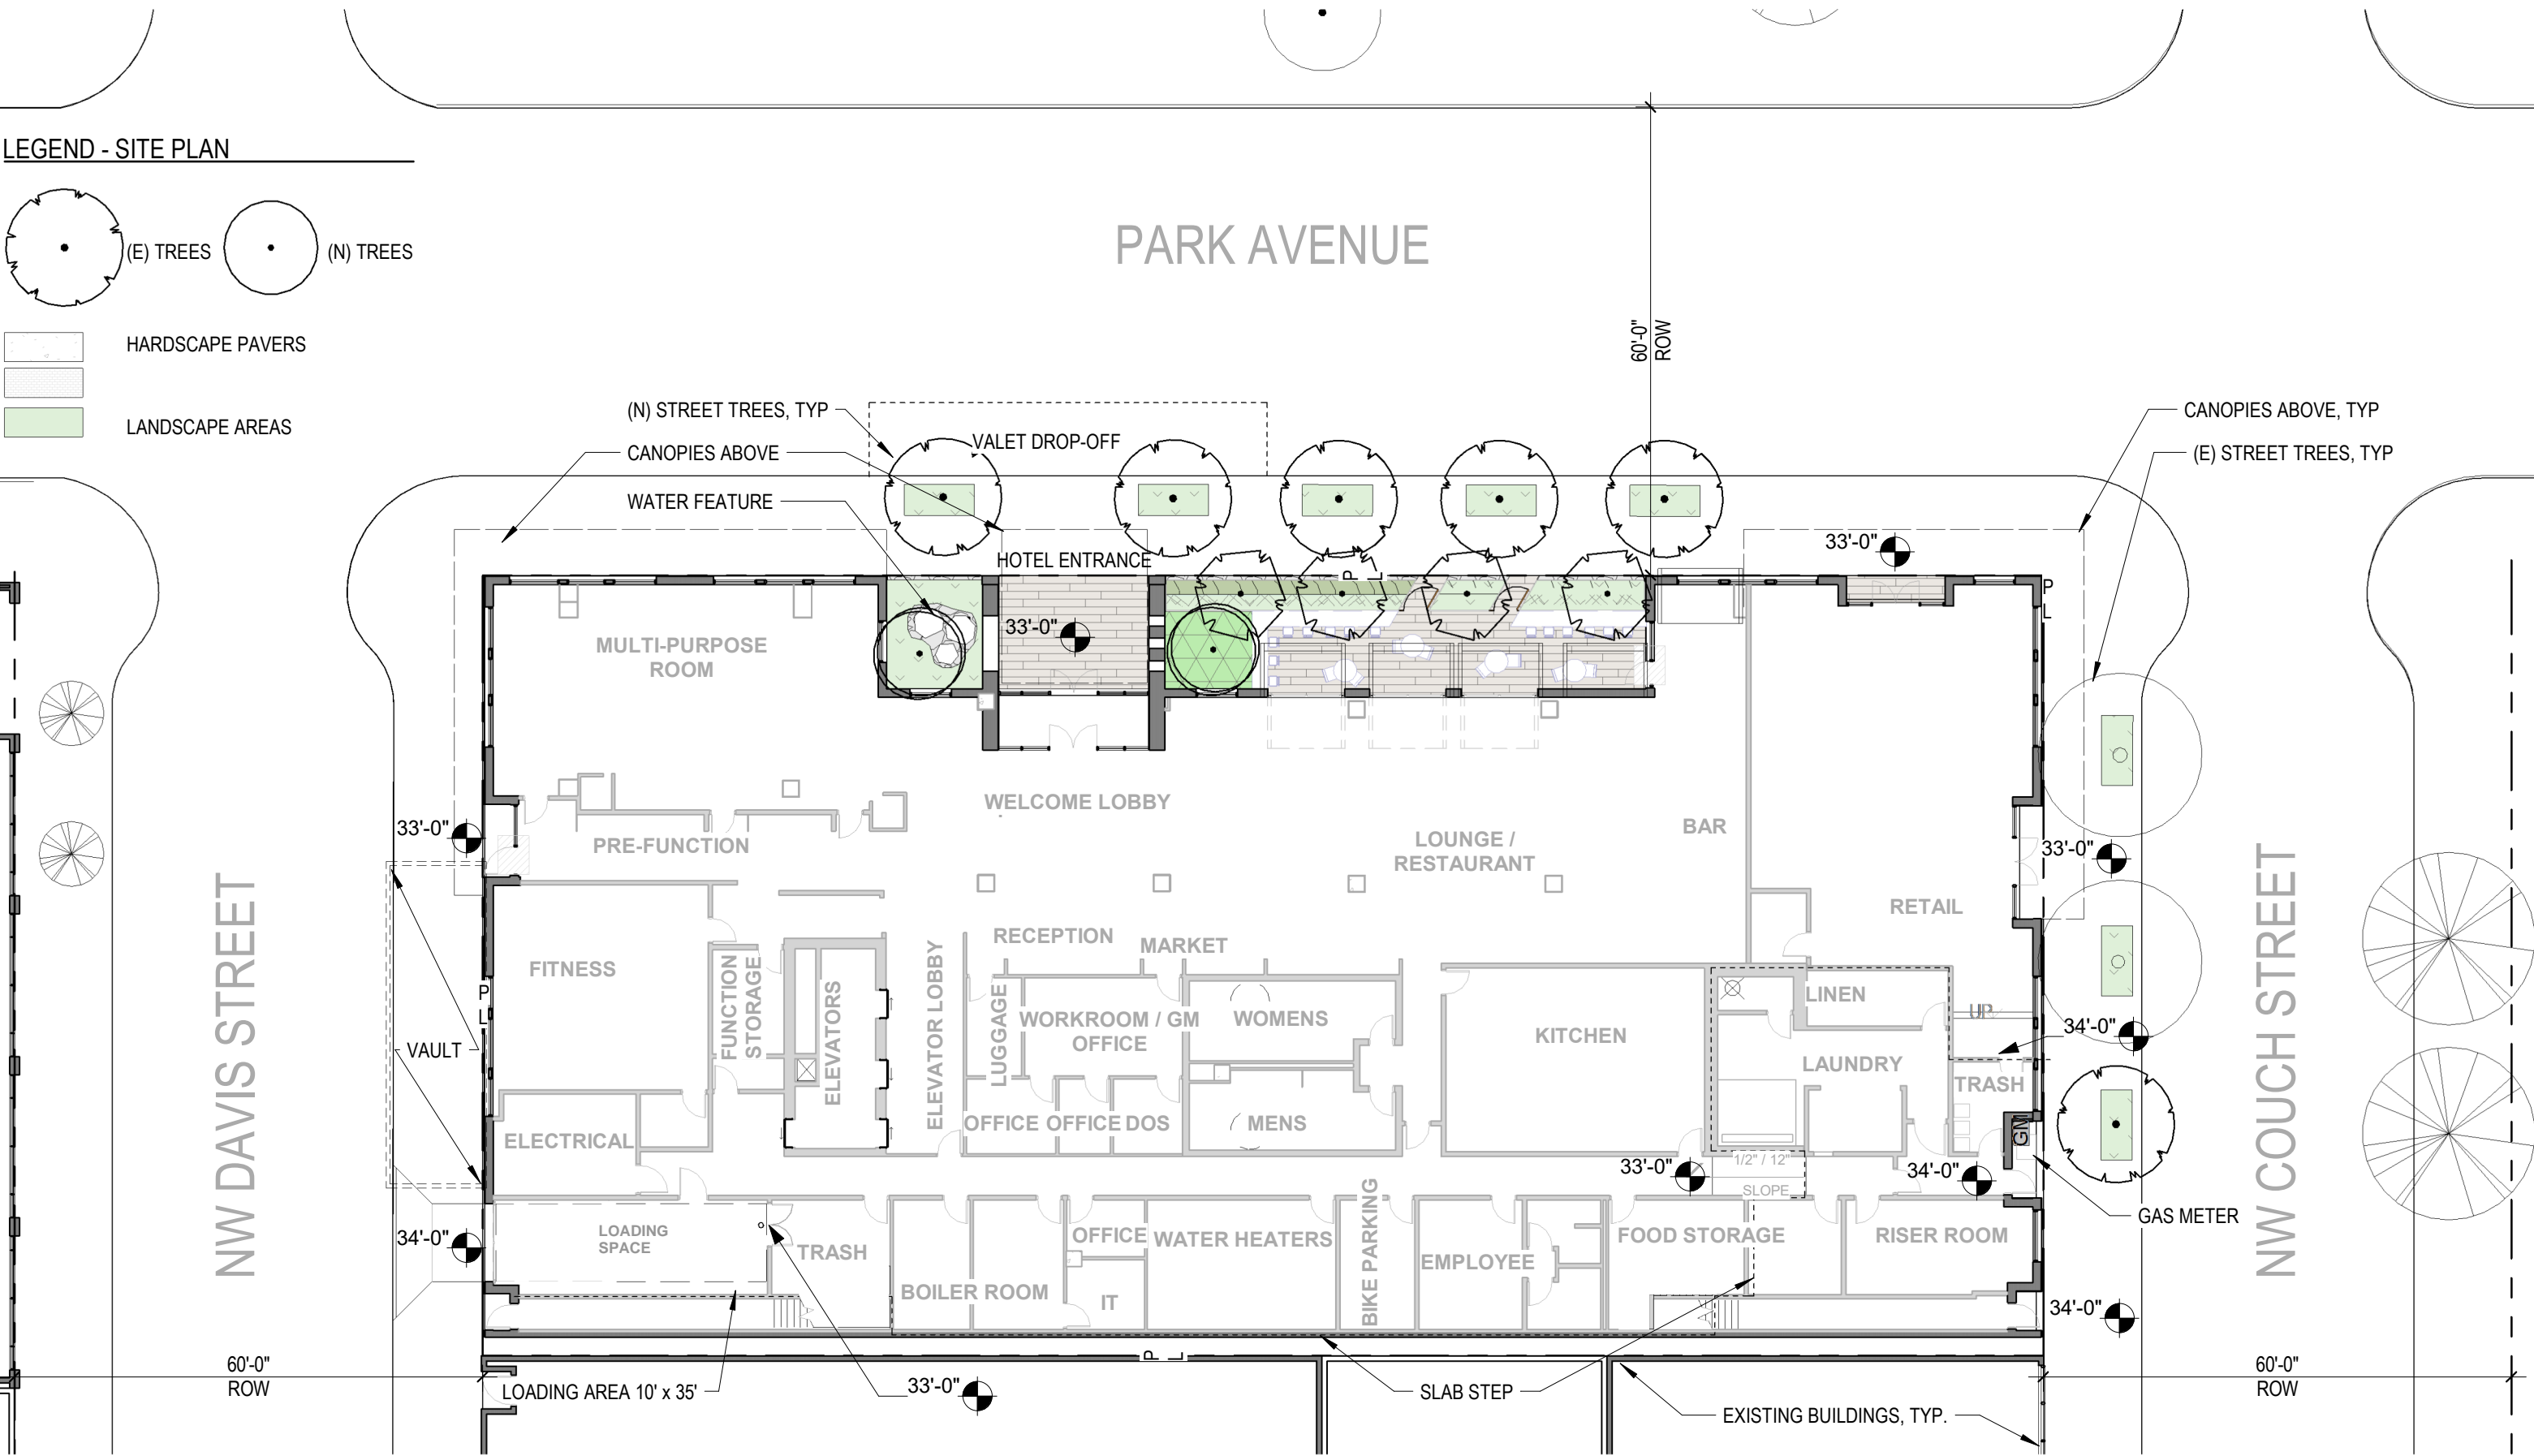 LEGEND - SITE PLAN
(E) TREES
(N) TREES
HARDSCAPE PAVERS
LANDSCAPE AREAS
PARK AVENUE
60'-0"
ROW
(N) STREET TREES, TYP
VALET DROP-OFF
CANOPIES ABOVE
WATER FEATURE
CANOPIES ABOVE, TYP
(E) STREET TREES, TYP
HOTEL ENTRANCE
33'-0"
P
L
33'-0"
P
L
MULTI-PURPOSE
ROOM
WELCOME LOBBY
33'-0"
PRE-FUNCTION
LOUNGE /
RESTAURANT
BAR
33'-0"
RETAIL
NW DAVIS STREET
NW COUCH STREET
FITNESS
FUNCTION
STORAGE
ELEVATORS
ELEVATOR LOBBY
RECEPTION
MARKET
LUGGAGE
WORKROOM / GM
OFFICE
WOMENS
KITCHEN
LINEN
UP
34'-0"
LAUNDRY
TRASH
P
L
VAULT
ELECTRICAL
OFFICE
OFFICE
DOS
MENS
GM
33'-0"
1/2" / 12"
SLOPE
34'-0"
GAS METER
34'-0"
LOADING
SPACE
TRASH
BOILER ROOM
OFFICE
IT
WATER HEATERS
BIKE PARKING
EMPLOYEE
FOOD STORAGE
RISER ROOM
34'-0"
P
L
60'-0"
ROW
LOADING AREA 10' x 35'
33'-0"
SLAB STEP
EXISTING BUILDINGS, TYP.
60'-0"
ROW